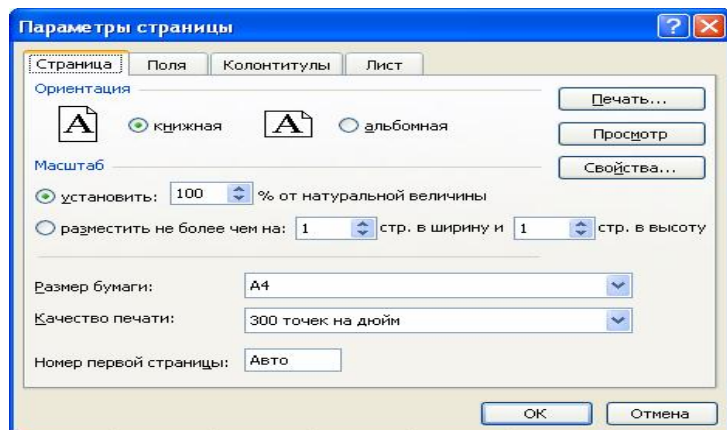 Параметры страницы
Страница Поля Колонтитулы Лист
Ориентация
A книжная A альбомная
Печать...
Просмотр
Масштаб
Свойства...
установить: 100 % от натуральной величины
разместить не более чем на: 1 стр. в ширину и 1 стр. в высоту
Размер бумаги: A4
Качество печати: 300 точек на дюйм
Номер первой страницы: Авто
ОК Отмена